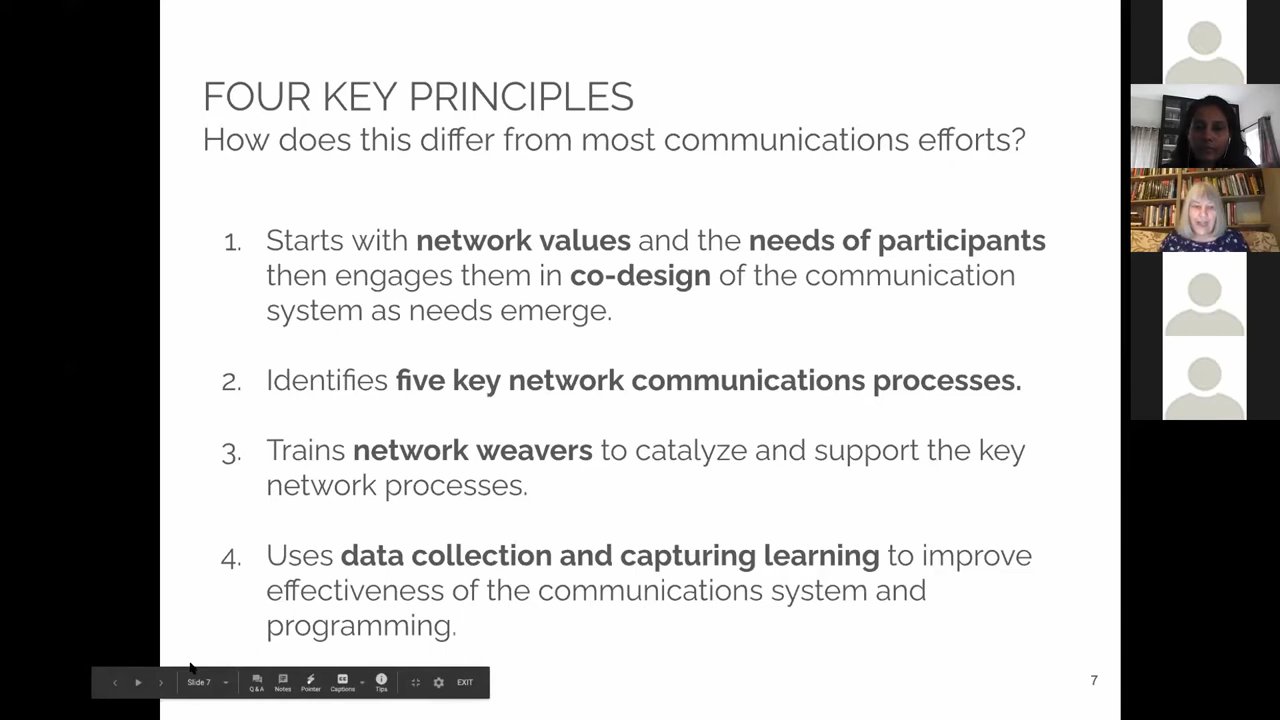 FOUR KEY PRINCIPLES
How does this differ from most communications efforts?
1. Starts with network values and the needs of participants
then engages them in co-design of the communication
system as needs emerge.
2. Identifies five key network communications processes.
3. Trains network weavers to catalyze and support the key
network processes.
4. Uses data collection and capturing learning to improve
effectiveness of the communications system and
programming.
Slide 7
Q & A
Notes
Pointer
Captions
Tips
EXIT
7